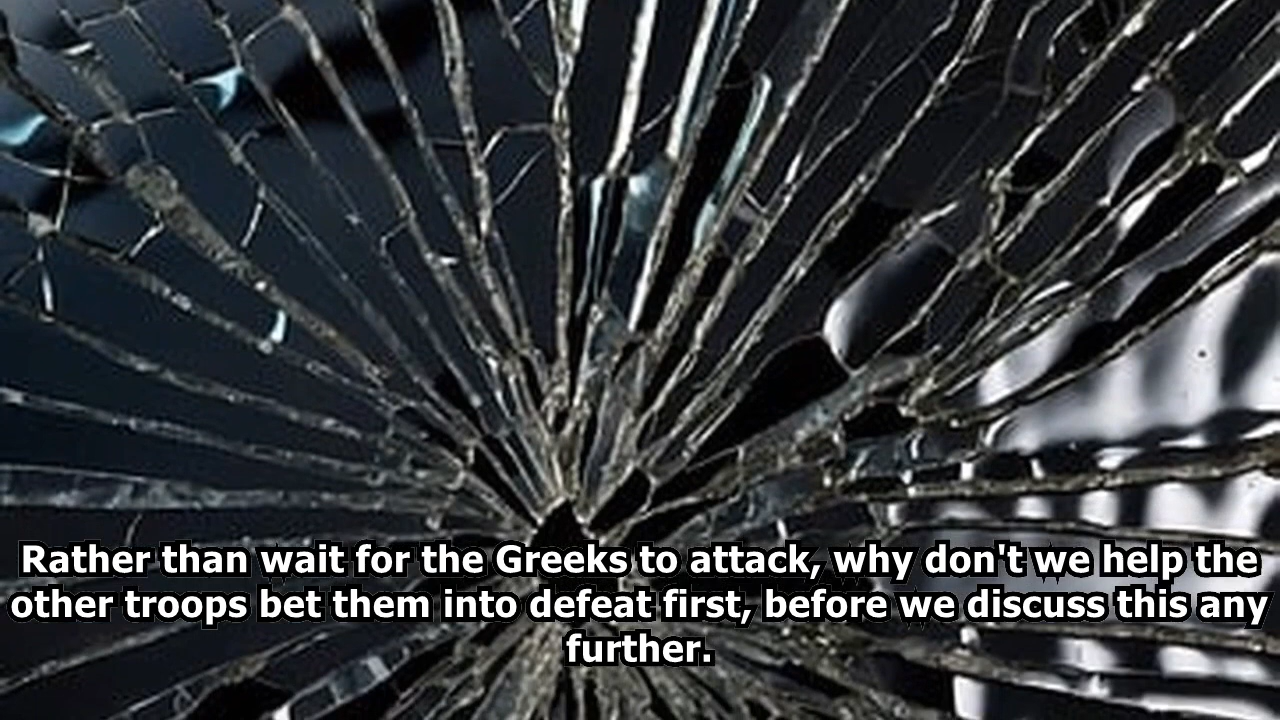 Rather than wait for the Greeks to attack, why don't we help the
other troops bet them into defeat first, before we discuss this any
further.